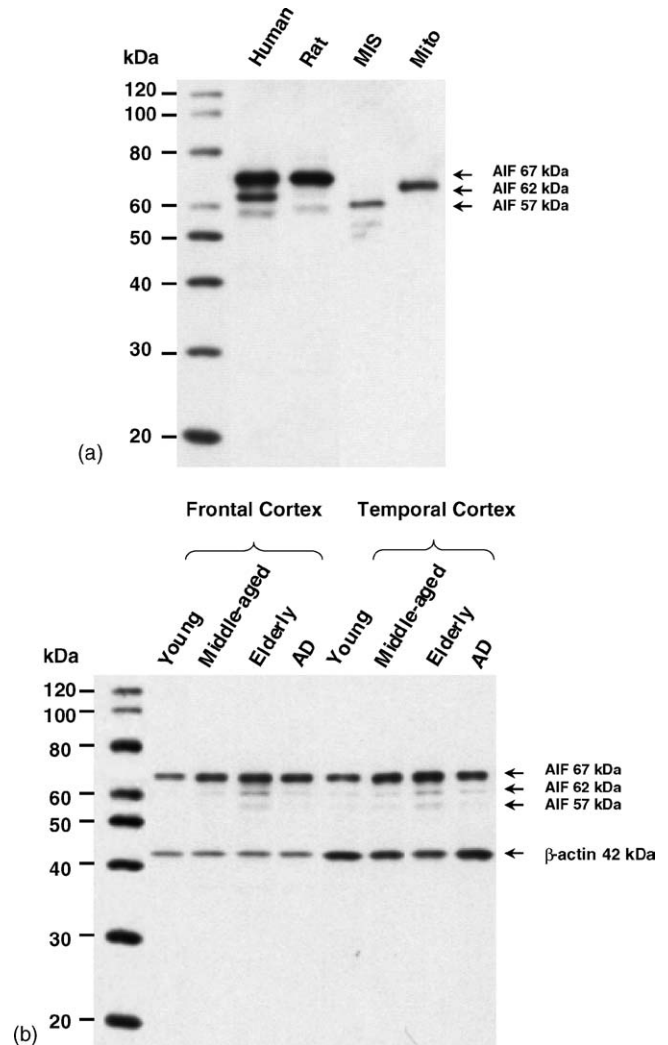 Human Rat MIS Mito
kDa
120
100
80
60
50
40
30
20
AIF 67 kDa
AIF 62 kDa
AIF 57 kDa
(a)
Frontal Cortex Temporal Cortex
Young Middle-aged Elderly AD Young Middle-aged Elderly AD
kDa
120
100
80
60
50
40
30
20
AIF 67 kDa
AIF 62 kDa
AIF 57 kDa
β-actin 42 kDa
(b)